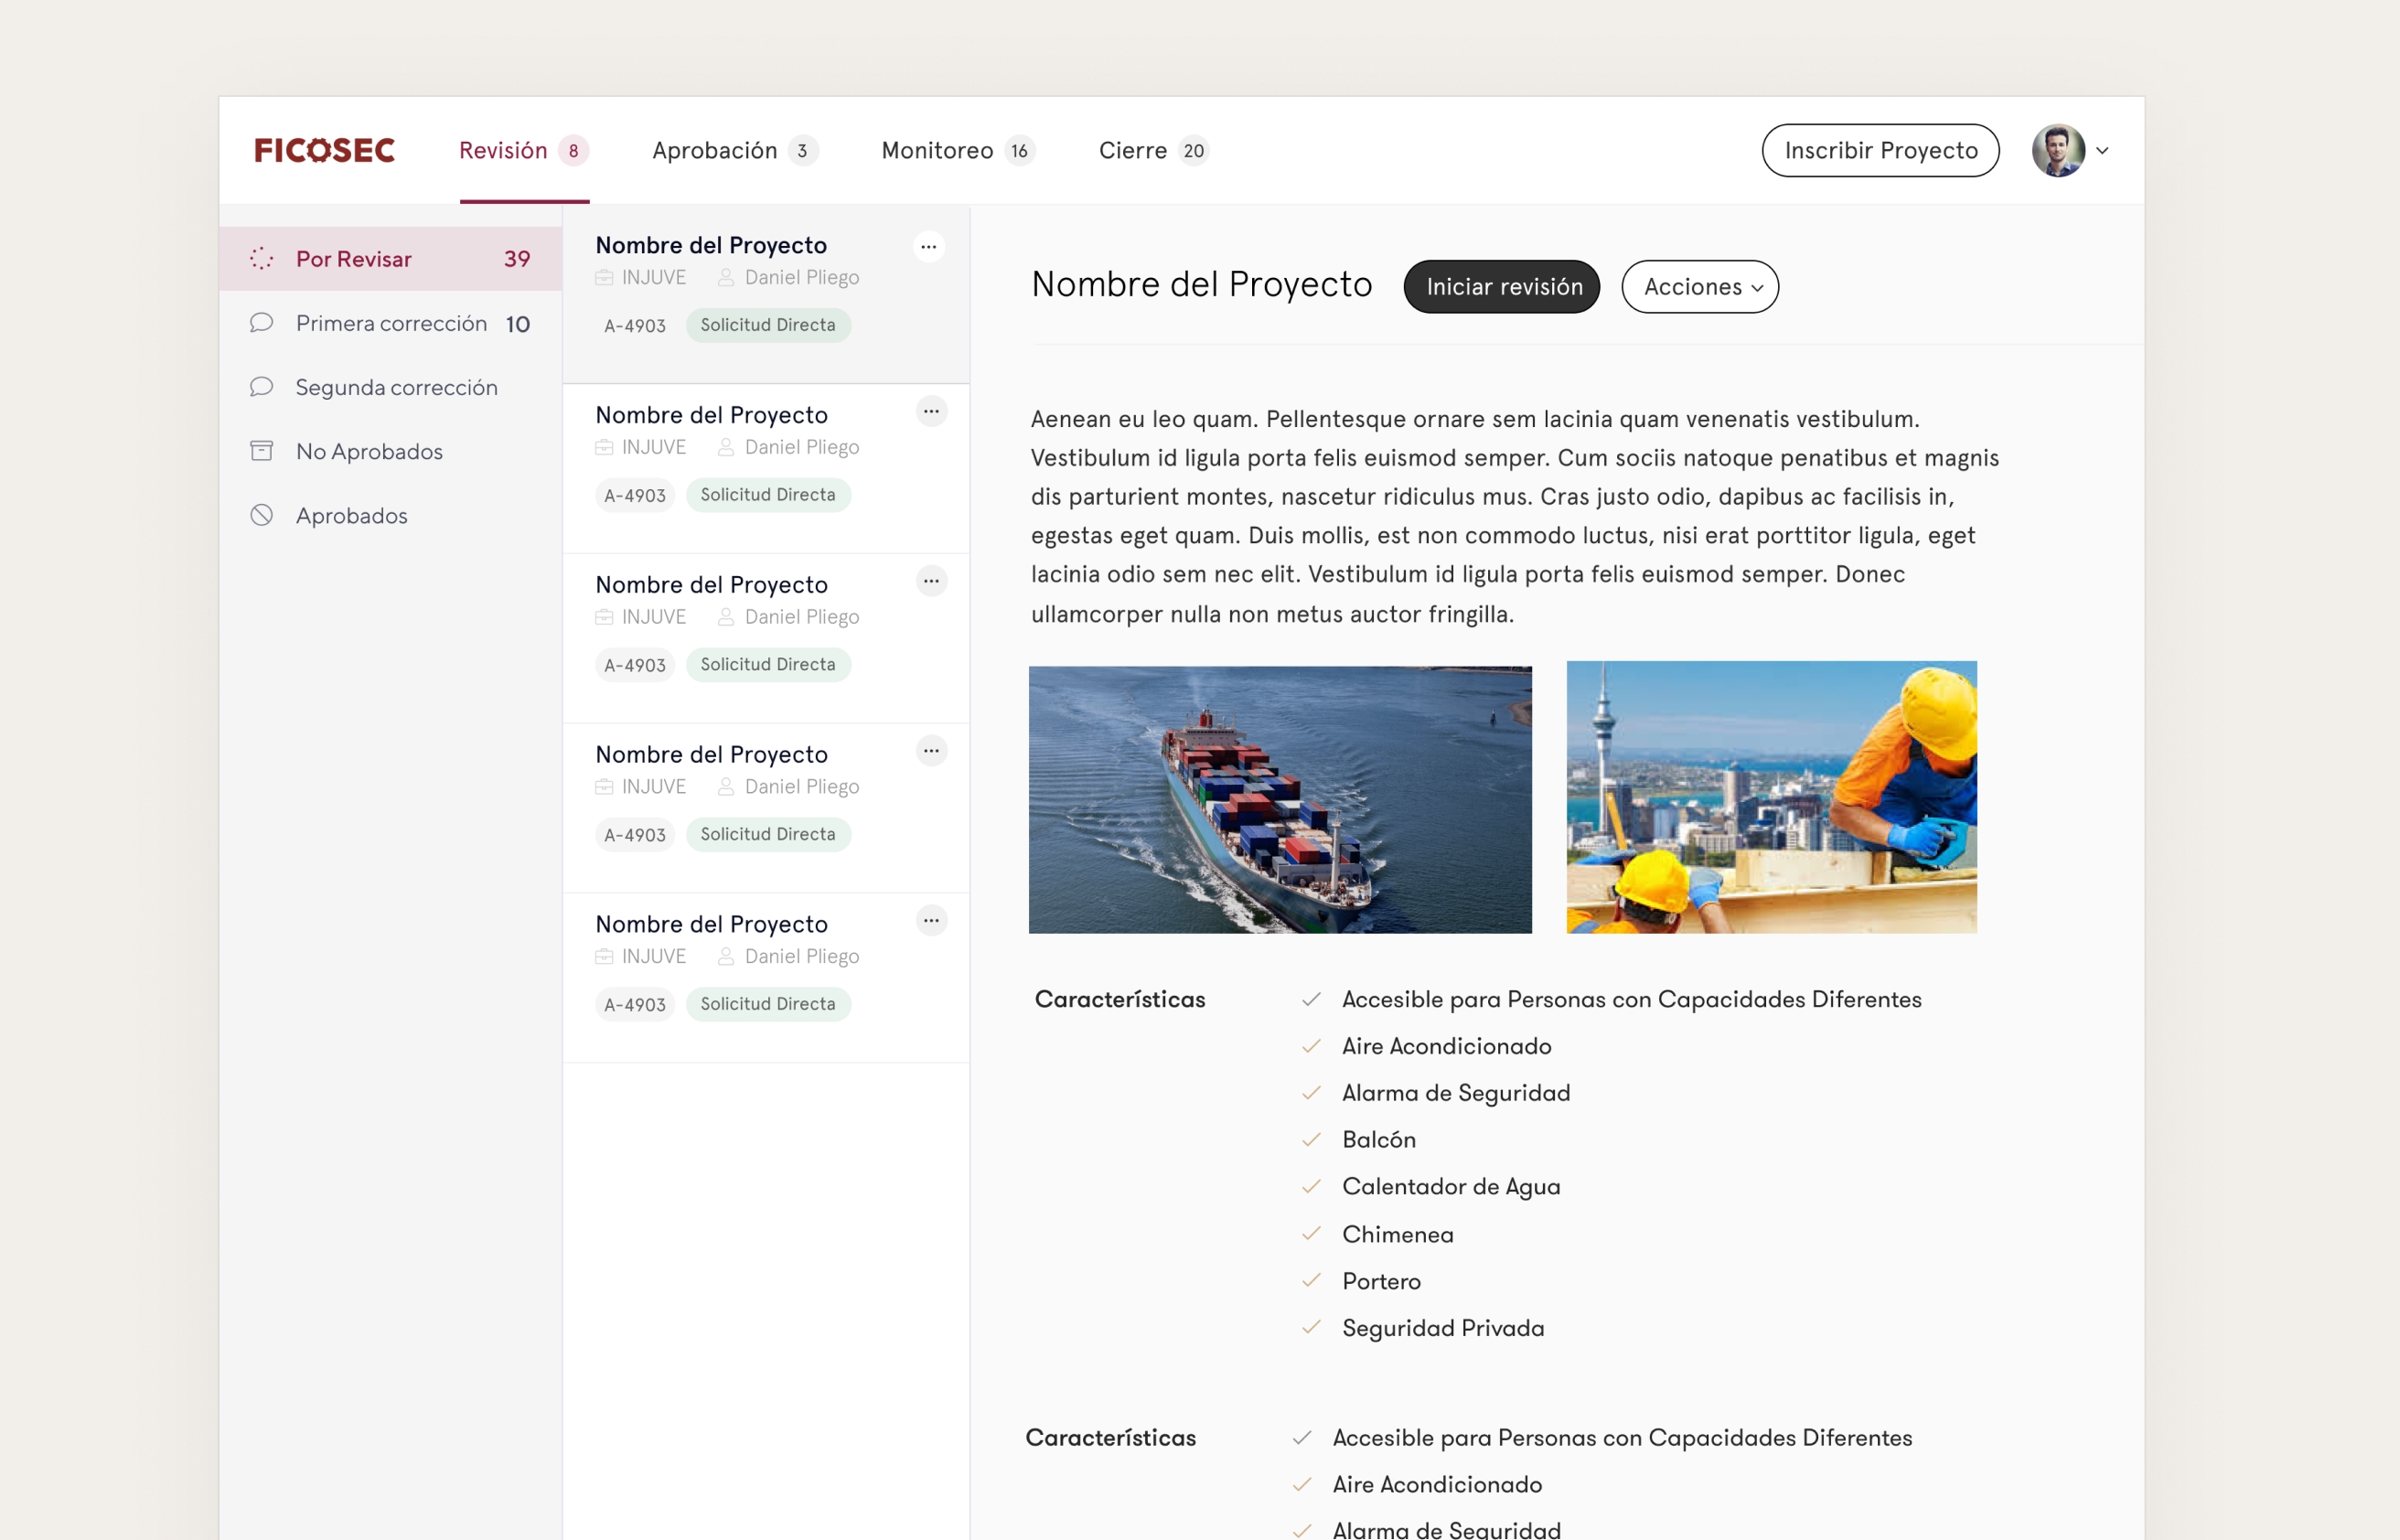 FICOSEC
Revisión 8
Aprobación 3
Monitoreo 16
Cierre 20
Inscribir Proyecto
Por Revisar 39
Primera corrección 10
Segunda corrección
No Aprobados
Aprobados
Nombre del Proyecto
INJUVE Daniel Pliego
A-4903 Solicitud Directa
Nombre del Proyecto
INJUVE Daniel Pliego
A-4903 Solicitud Directa
Nombre del Proyecto
INJUVE Daniel Pliego
A-4903 Solicitud Directa
Nombre del Proyecto
INJUVE Daniel Pliego
A-4903 Solicitud Directa
Nombre del Proyecto
INJUVE Daniel Pliego
A-4903 Solicitud Directa
Nombre del Proyecto
Iniciar revisión
Acciones
Aenean eu leo quam. Pellentesque ornare sem lacinia quam venenatis vestibulum.
Vestibulum id ligula porta felis euismod semper. Cum sociis natoque penatibus et magnis
dis parturient montes, nascetur ridiculus mus. Cras justo odio, dapibus ac facilisis in,
egestas eget quam. Duis mollis, est non commodo luctus, nisi erat porttitor ligula, eget
lacinia odio sem nec elit. Vestibulum id ligula porta felis euismod semper. Donec
ullamcorper nulla non metus auctor fringilla.
Características
Accesible para Personas con Capacidades Diferentes
Aire Acondicionado
Alarma de Seguridad
Balcón
Calentador de Agua
Chimenea
Portero
Seguridad Privada
Características
Accesible para Personas con Capacidades Diferentes
Aire Acondicionado
Alarma de Seguridad